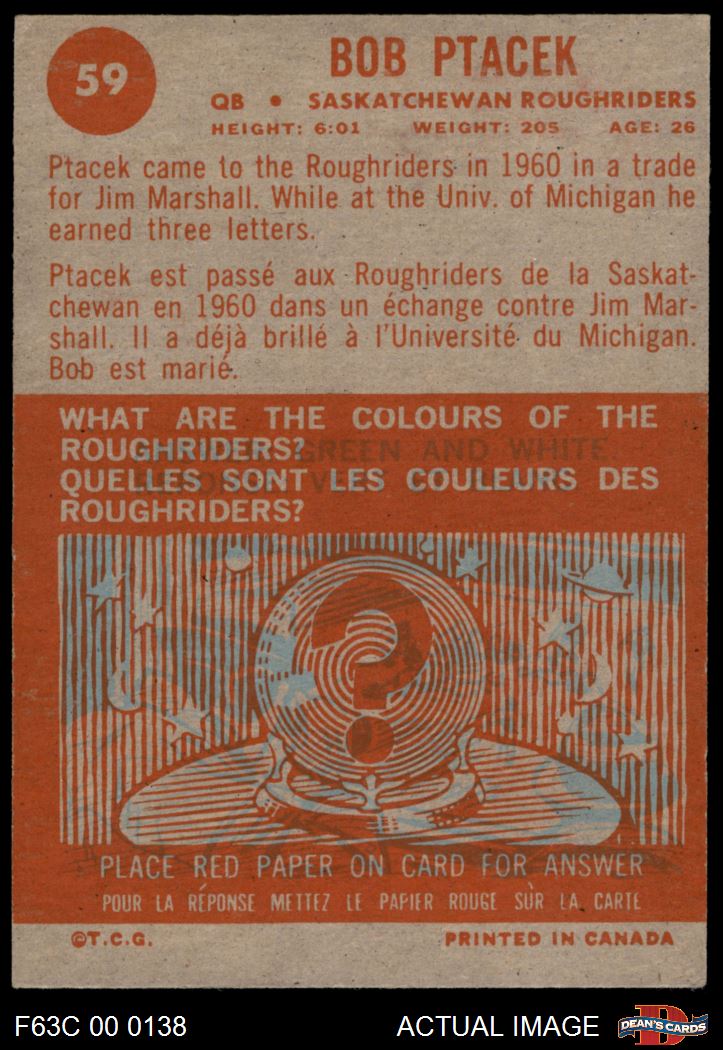 59
BOB PTACEK
QB • SASKATCHEWAN ROUGHRIDERS
HEIGHT: 6:01 WEIGHT: 205 AGE: 26
Ptacek came to the Roughriders in 1960 in a trade
for Jim Marshall. While at the Univ. of Michigan he
earned three letters.
Ptacek est passé aux Roughriders de la Saskat-
chewan en 1960 dans un échange contre Jim Mar-
shall. Il a déjà brillé à l'Université du Michigan.
Bob est marié.
WHAT ARE THE COLOURS OF THE
ROUGHRIDERS?
GREEN AND WHITE.
QUELLES SONT LES COULEURS DES
ROUGHRIDERS?
?
PLACE RED PAPER ON CARD FOR ANSWER
POUR LA RÉPONSE METTEZ LE PAPIER ROUGE SÙR LA CARTE
©T.C.G. PRINTED IN CANADA
F63C 00 0138 ACTUAL IMAGE
D
DEAN'S CARDS